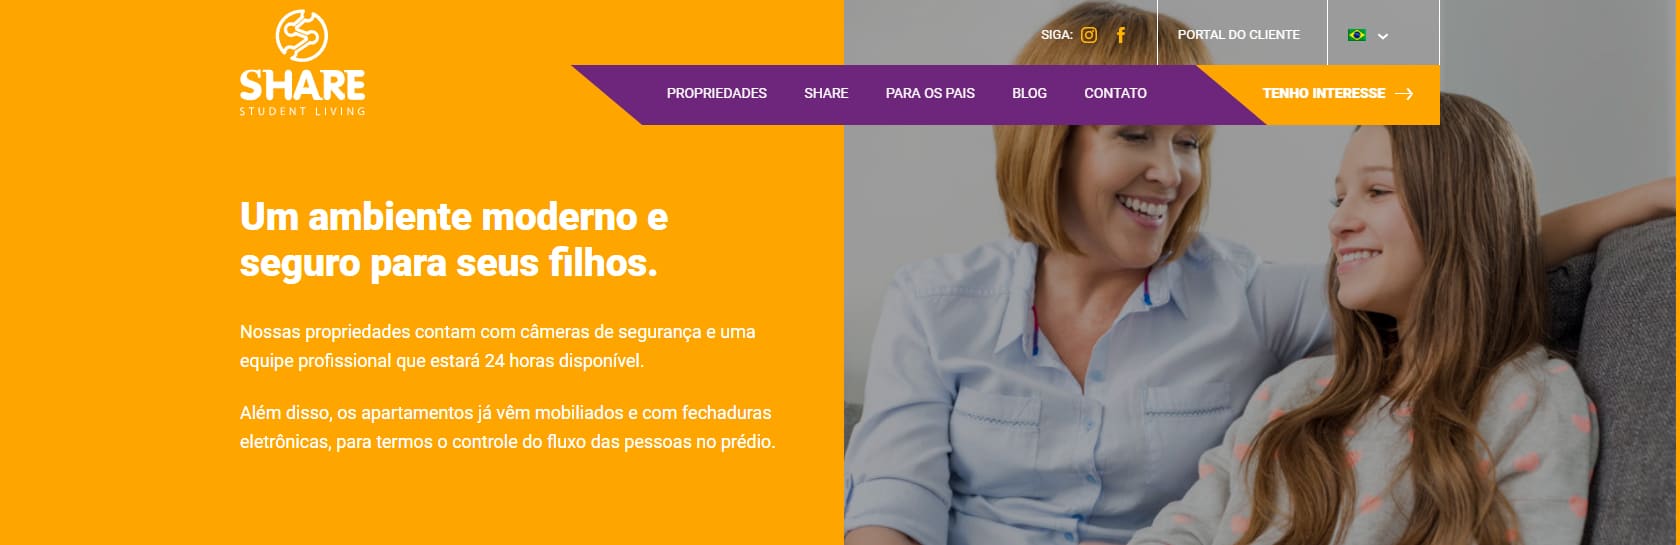 SHARE
STUDENT LIVING
SIGA:
PORTAL DO CLIENTE
PROPRIEDADES
SHARE
PARA OS PAIS
BLOG
CONTATO
TENHO INTERESSE
Um ambiente moderno e
seguro para seus filhos.
Nossas propriedades contam com câmeras de segurança e uma
equipe profissional que estará 24 horas disponível.
Além disso, os apartamentos já vêm mobiliados e com fechaduras
eletrônicas, para termos o controle do fluxo das pessoas no prédio.